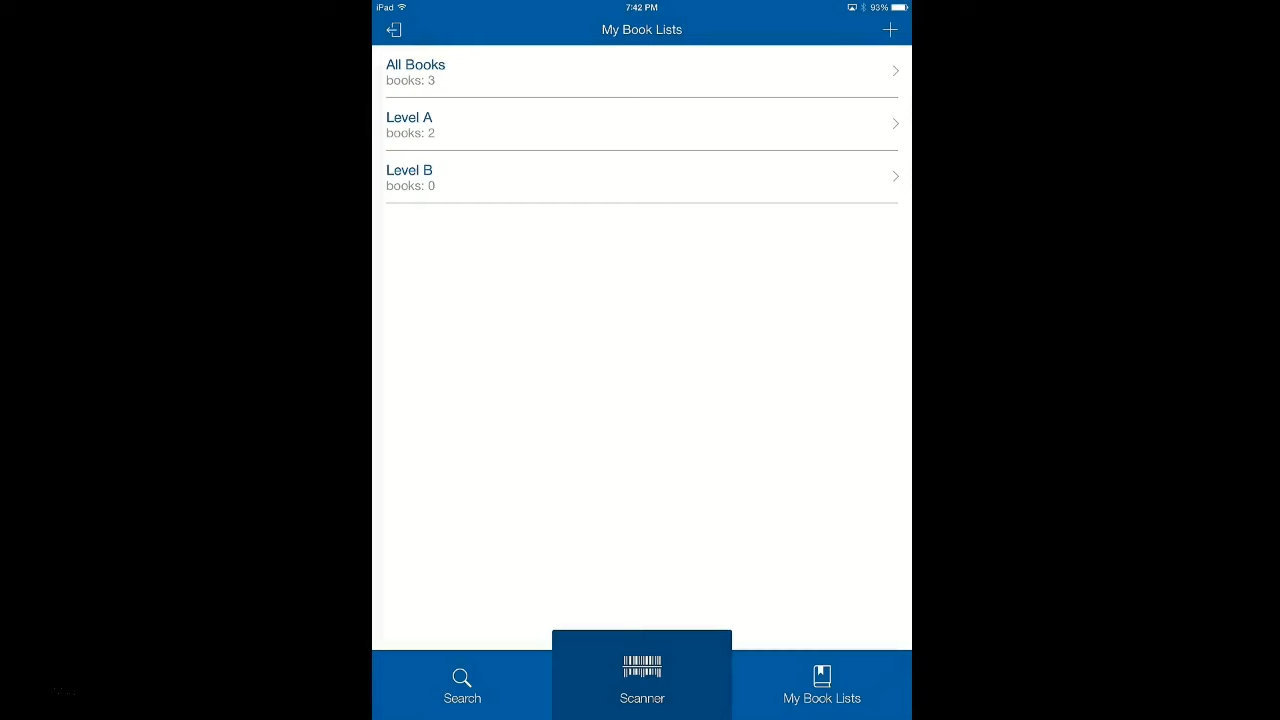 iPad 7:42 PM 93%
My Book Lists
All Books
books: 3
Level A
books: 2
Level B
books: 0
Search
Scanner
My Book Lists